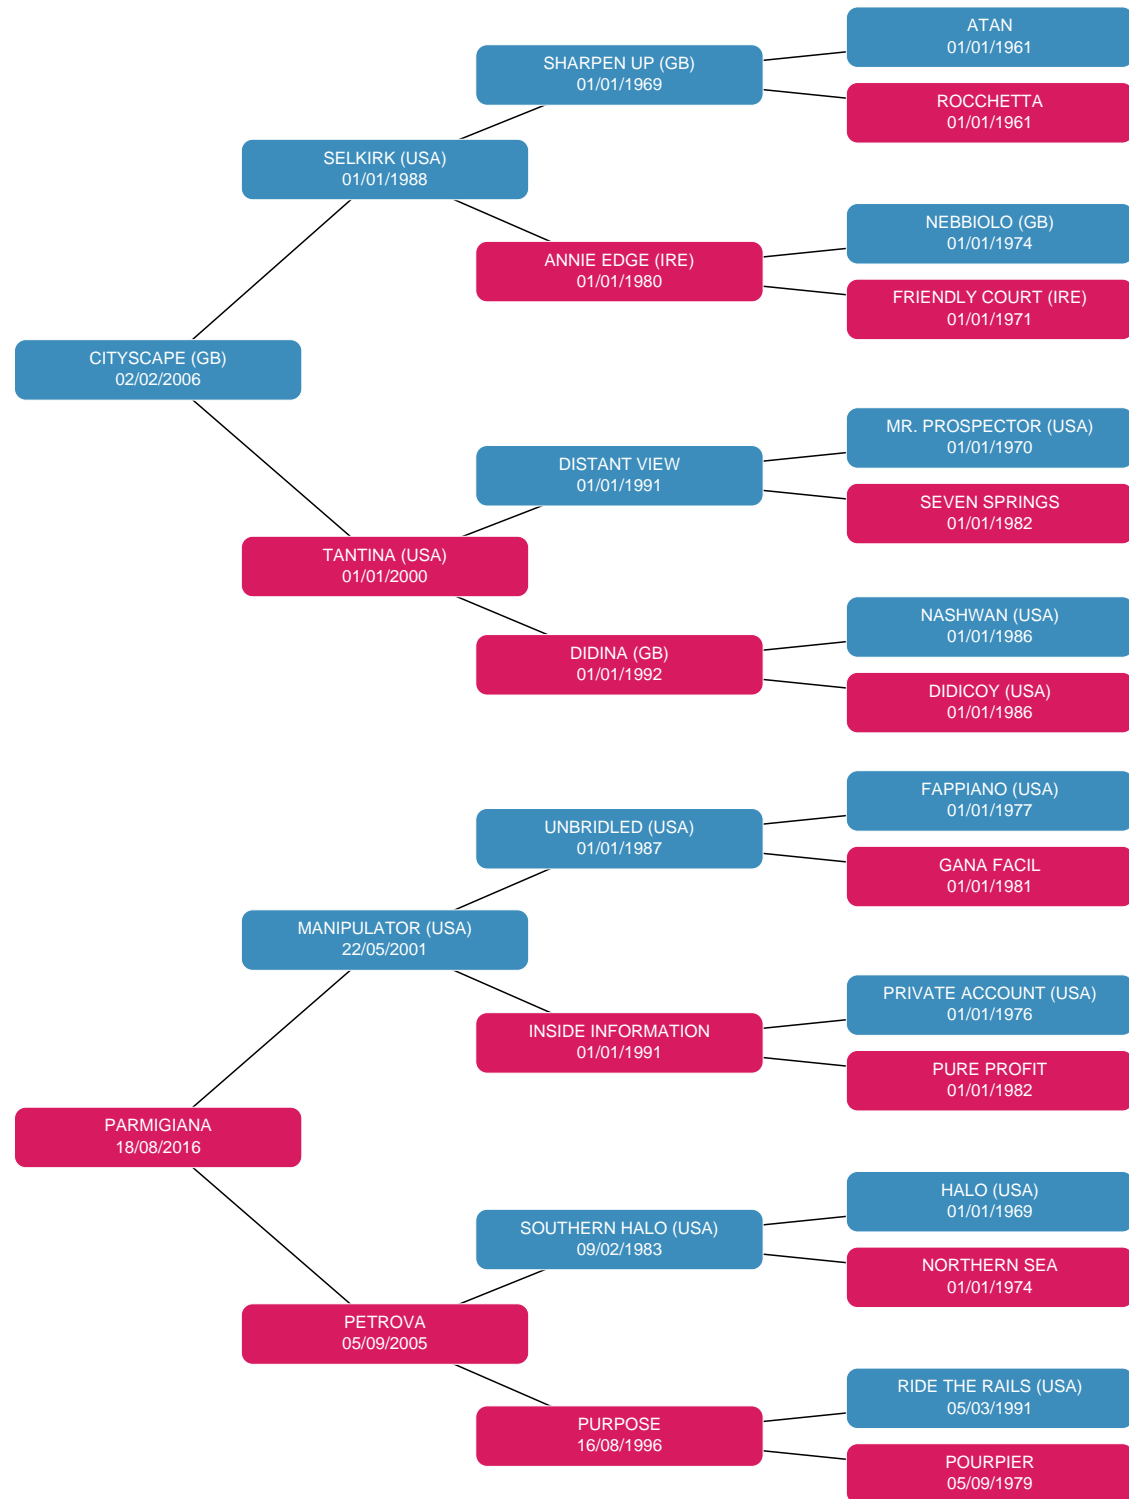 ATAN
01/01/1961
SHARPEN UP (GB)
01/01/1969
ROCCHETTA
01/01/1961
SELKIRK (USA)
01/01/1988
NEBBIOLO (GB)
01/01/1974
ANNIE EDGE (IRE)
01/01/1980
FRIENDLY COURT (IRE)
01/01/1971
CITYSCAPE (GB)
02/02/2006
MR. PROSPECTOR (USA)
01/01/1970
DISTANT VIEW
01/01/1991
SEVEN SPRINGS
01/01/1982
TANTINA (USA)
01/01/2000
NASHWAN (USA)
01/01/1986
DIDINA (GB)
01/01/1992
DIDICOY (USA)
01/01/1986
FAPPIANO (USA)
01/01/1977
UNBRIDLED (USA)
01/01/1987
GANA FACIL
01/01/1981
MANIPULATOR (USA)
22/05/2001
PRIVATE ACCOUNT (USA)
01/01/1976
INSIDE INFORMATION
01/01/1991
PURE PROFIT
01/01/1982
PARMIGIANA
18/08/2016
HALO (USA)
01/01/1969
SOUTHERN HALO (USA)
09/02/1983
NORTHERN SEA
01/01/1974
PETROVA
05/09/2005
RIDE THE RAILS (USA)
05/03/1991
PURPOSE
16/08/1996
POURPIER
05/09/1979